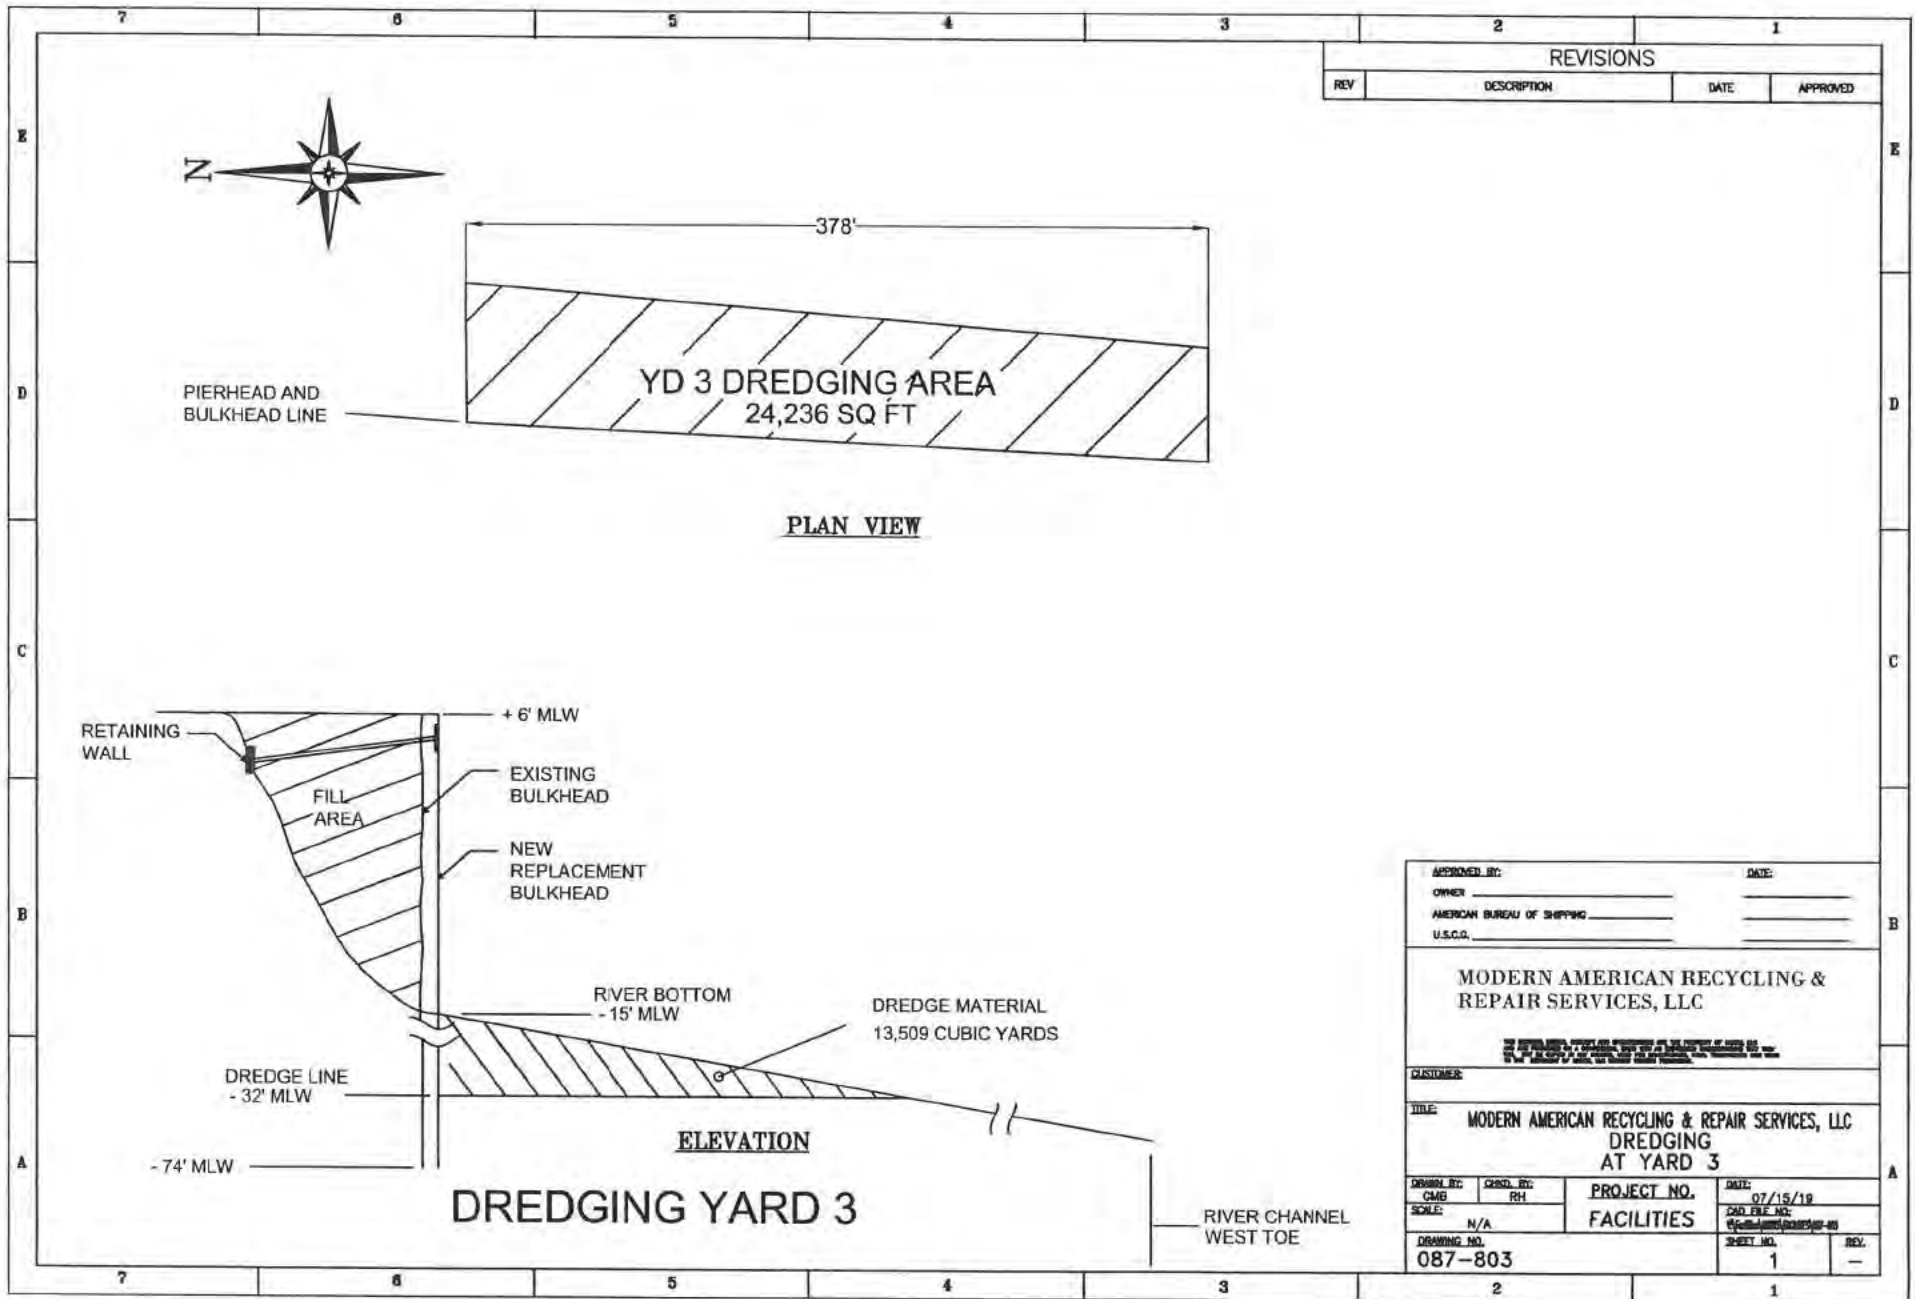 7 6 5 4 3 2 1
REVISIONS
REV DESCRIPTION DATE APPROVED
E
E
N
378'
YD 3 DREDGING AREA
24,236 SQ FT
PIERHEAD AND
BULKHEAD LINE
D
D
PLAN VIEW
C
C
+ 6' MLW
RETAINING
WALL
EXISTING
BULKHEAD
FILL
AREA
NEW
REPLACEMENT
BULKHEAD
B
B
RIVER BOTTOM
- 15' MLW
DREDGE MATERIAL
13,509 CUBIC YARDS
DREDGE LINE
- 32' MLW
ELEVATION
- 74' MLW
DREDGING YARD 3
RIVER CHANNEL
WEST TOE
A
A
APPROVED BY: DATE:
OWNER
AMERICAN BUREAU OF SHIPPING
U.S.C.G.
MODERN AMERICAN RECYCLING &
REPAIR SERVICES, LLC
CUSTOMER:
TITLE: MODERN AMERICAN RECYCLING & REPAIR SERVICES, LLC
DREDGING
AT YARD 3
DRAWN BY: CHKD. BY: PROJECT NO. DATE:
CMB RH 07/15/19
SCALE: FACILITIES CAD FILE NO:
N/A
DRAWING NO. SHEET NO. REV.
087-803 1 —
7 6 5 4 3 2 1